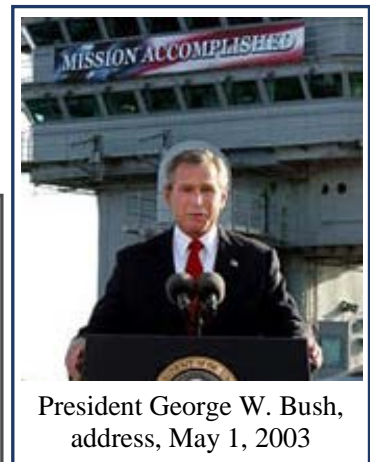 MISSION ACCOMPLISHED
President George W. Bush,
address, May 1, 2003